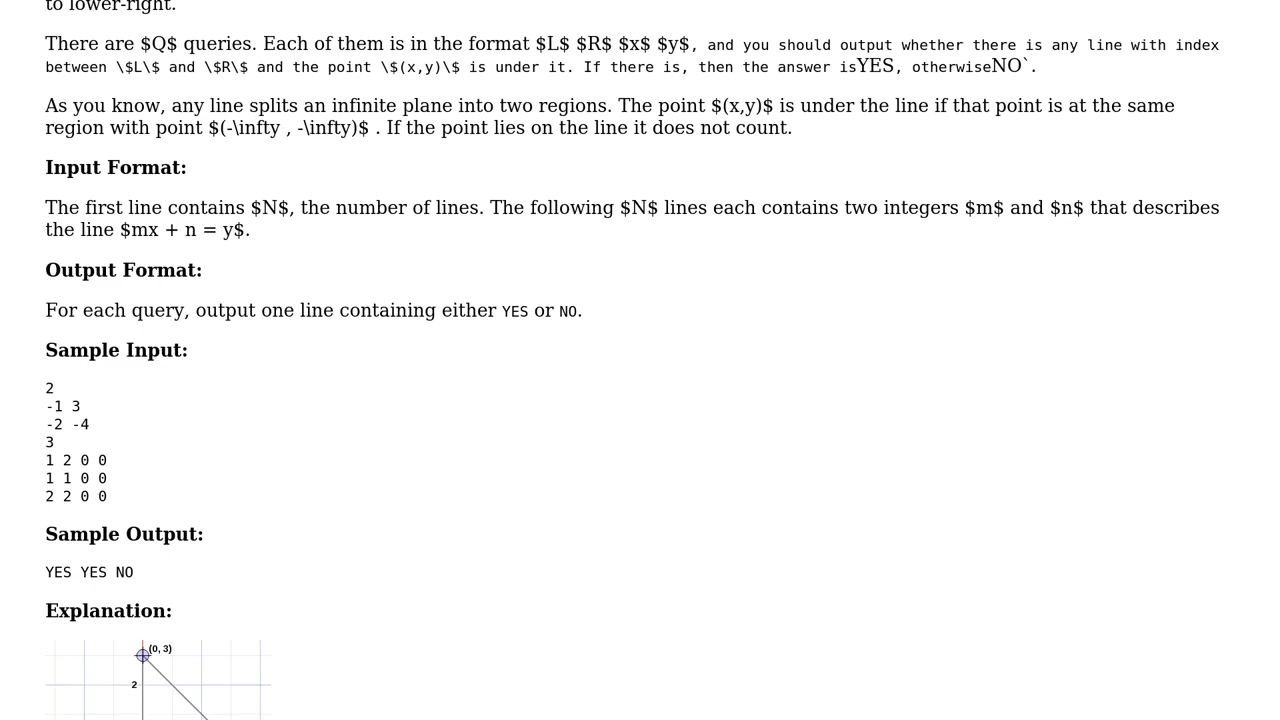 to lower-right.
There are $Q$ queries. Each of them is in the format $L$ $R$ $x$ $y$, and you should output whether there is any line with index
between \$L\$ and \$R\$ and the point \$(x,y)\$ is under it. If there is, then the answer isYES, otherwiseNO`.
As you know, any line splits an infinite plane into two regions. The point $(x,y)$ is under the line if that point is at the same
region with point $(-\infty , -\infty)$ . If the point lies on the line it does not count.
Input Format:
The first line contains $N$, the number of lines. The following $N$ lines each contains two integers $m$ and $n$ that describes
the line $mx + n = y$.
Output Format:
For each query, output one line containing either YES or NO.
Sample Input:
2
-1 3
-2 -4
3
1 2 0 0
1 1 0 0
2 2 0 0
Sample Output:
YES YES NO
Explanation:
(0, 3)
2